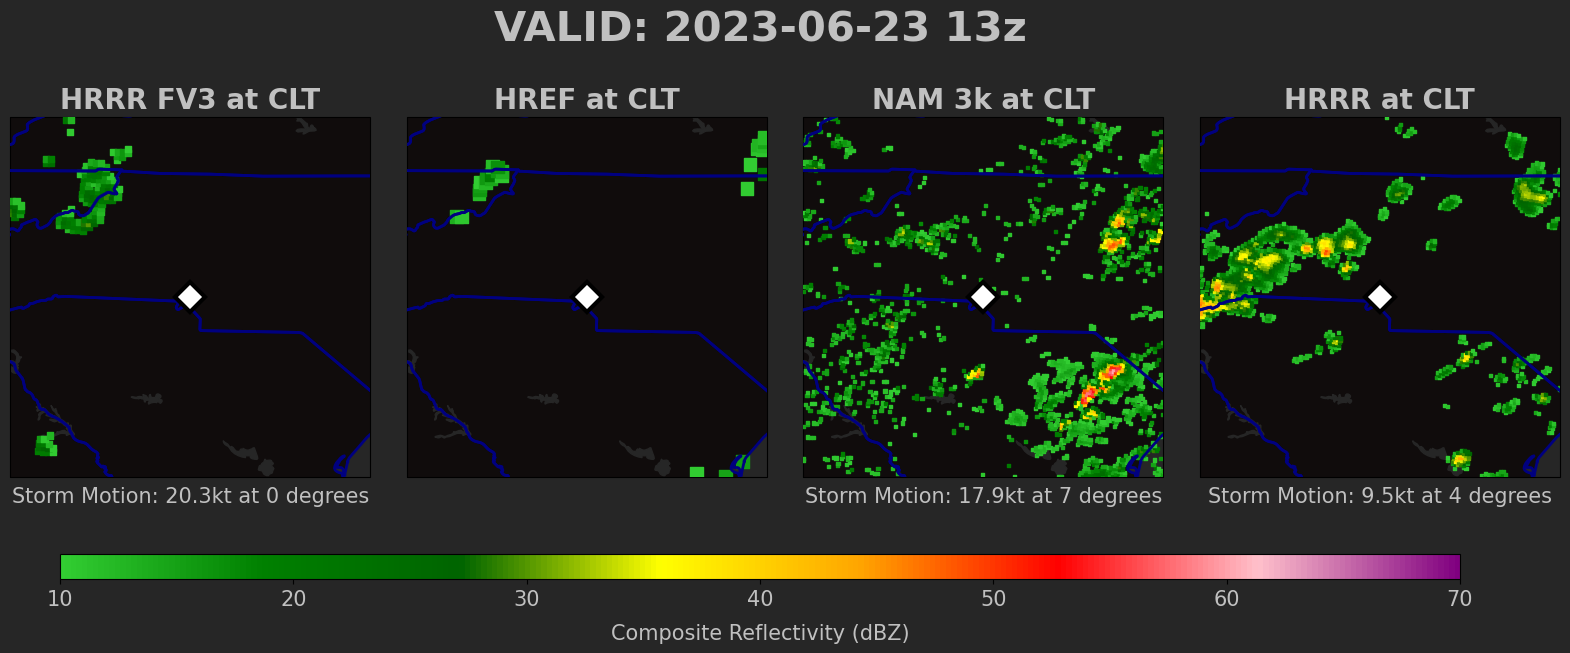 VALID: 2023-06-23 13z
HRRR FV3 at CLT
HREF at CLT
NAM 3k at CLT
HRRR at CLT
Storm Motion: 20.3kt at 0 degrees
Storm Motion: 17.9kt at 7 degrees
Storm Motion: 9.5kt at 4 degrees
10 20 30 40 50 60 70
Composite Reflectivity (dBZ)